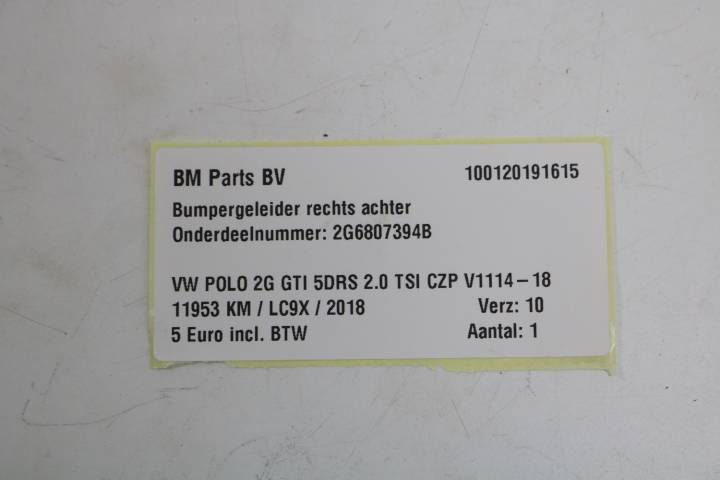 BM Parts BV 100120191615
Bumpergeleider rechts achter
Onderdeelnummer: 2G6807394B
VW POLO 2G GTI 5DRS 2.0 TSI CZP V1114-18
11953 KM / LC9X / 2018 Verz: 10
5 Euro incl. BTW Aantal: 1